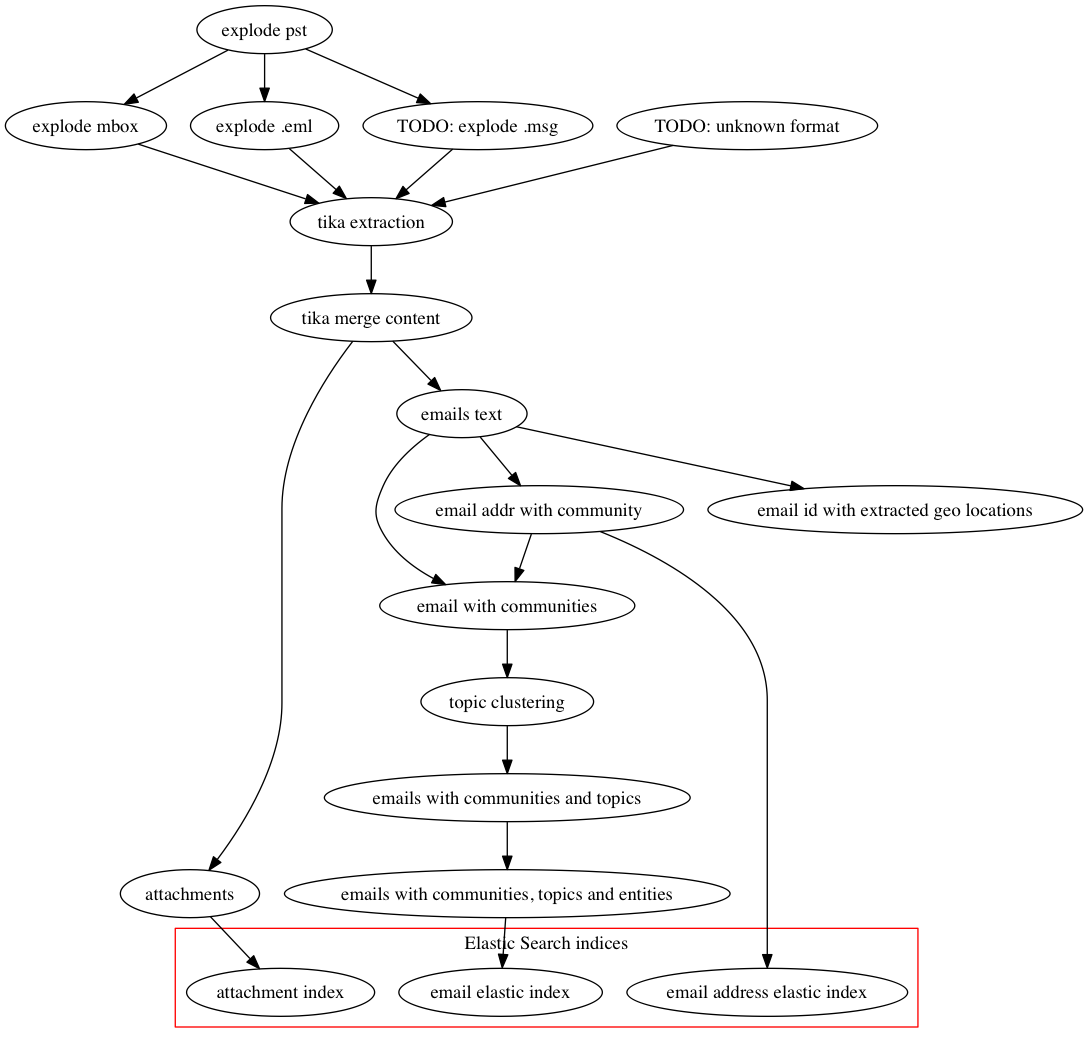 explode pst
explode mbox
explode .eml
TODO: explode .msg
TODO: unknown format
tika extraction
tika merge content
emails text
email addr with community
email id with extracted geo locations
email with communities
topic clustering
emails with communities and topics
attachments
emails with communities, topics and entities
Elastic Search indices
attachment index
email elastic index
email address elastic index